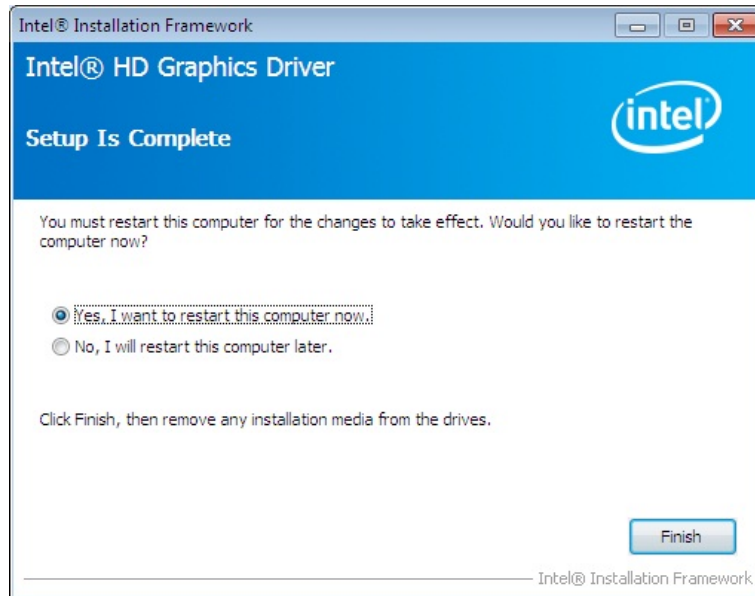 Intel® Installation Framework
Intel® HD Graphics Driver
intel®
Setup Is Complete
You must restart this computer for the changes to take effect. Would you like to restart the
computer now?
Yes, I want to restart this computer now.
No, I will restart this computer later.
Click Finish, then remove any installation media from the drives.
Finish
Intel® Installation Framework